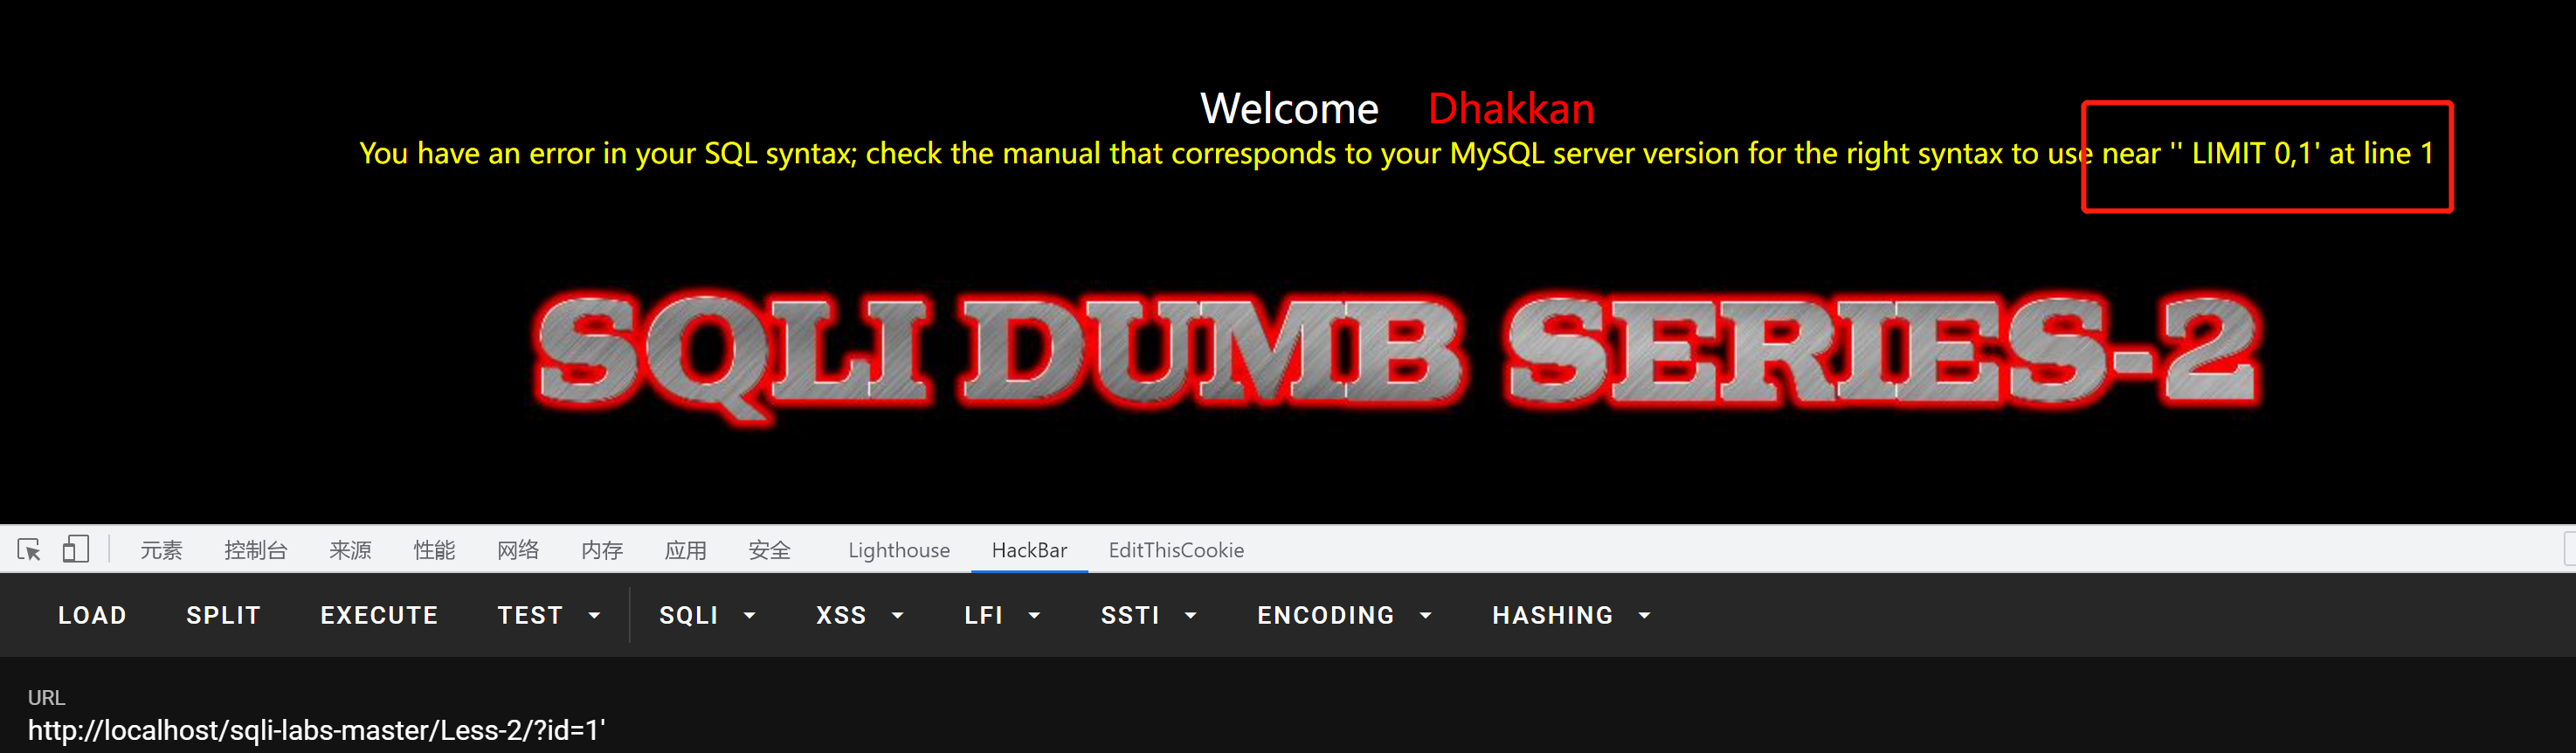 Welcome Dhakkan
You have an error in your SQL syntax; check the manual that corresponds to your MySQL server version for the right syntax to use near '' LIMIT 0,1' at line 1
SQLI DUMB SERIES-2
元素 控制台 来源 性能 网络 内存 应用 安全 Lighthouse HackBar EditThisCookie
LOAD SPLIT EXECUTE TEST SQLI XSS LFI SSTI ENCODING HASHING
URL
http://localhost/sqli-labs-master/Less-2/?id=1'